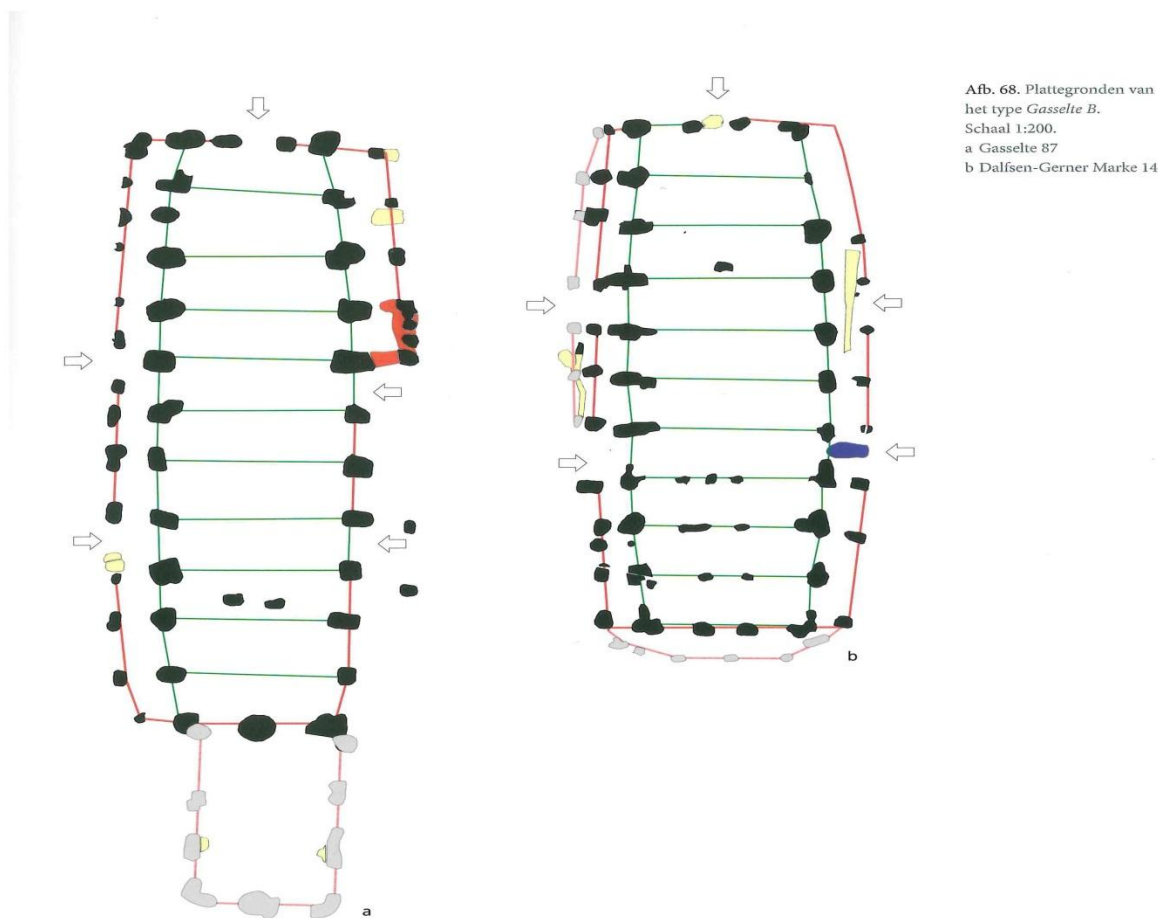 Afb. 68. Plattegronden van
het type Gasselte B.
Schaal 1:200.
a Gasselte 87
b Dalfsen-Gerner Marke 14
b
a